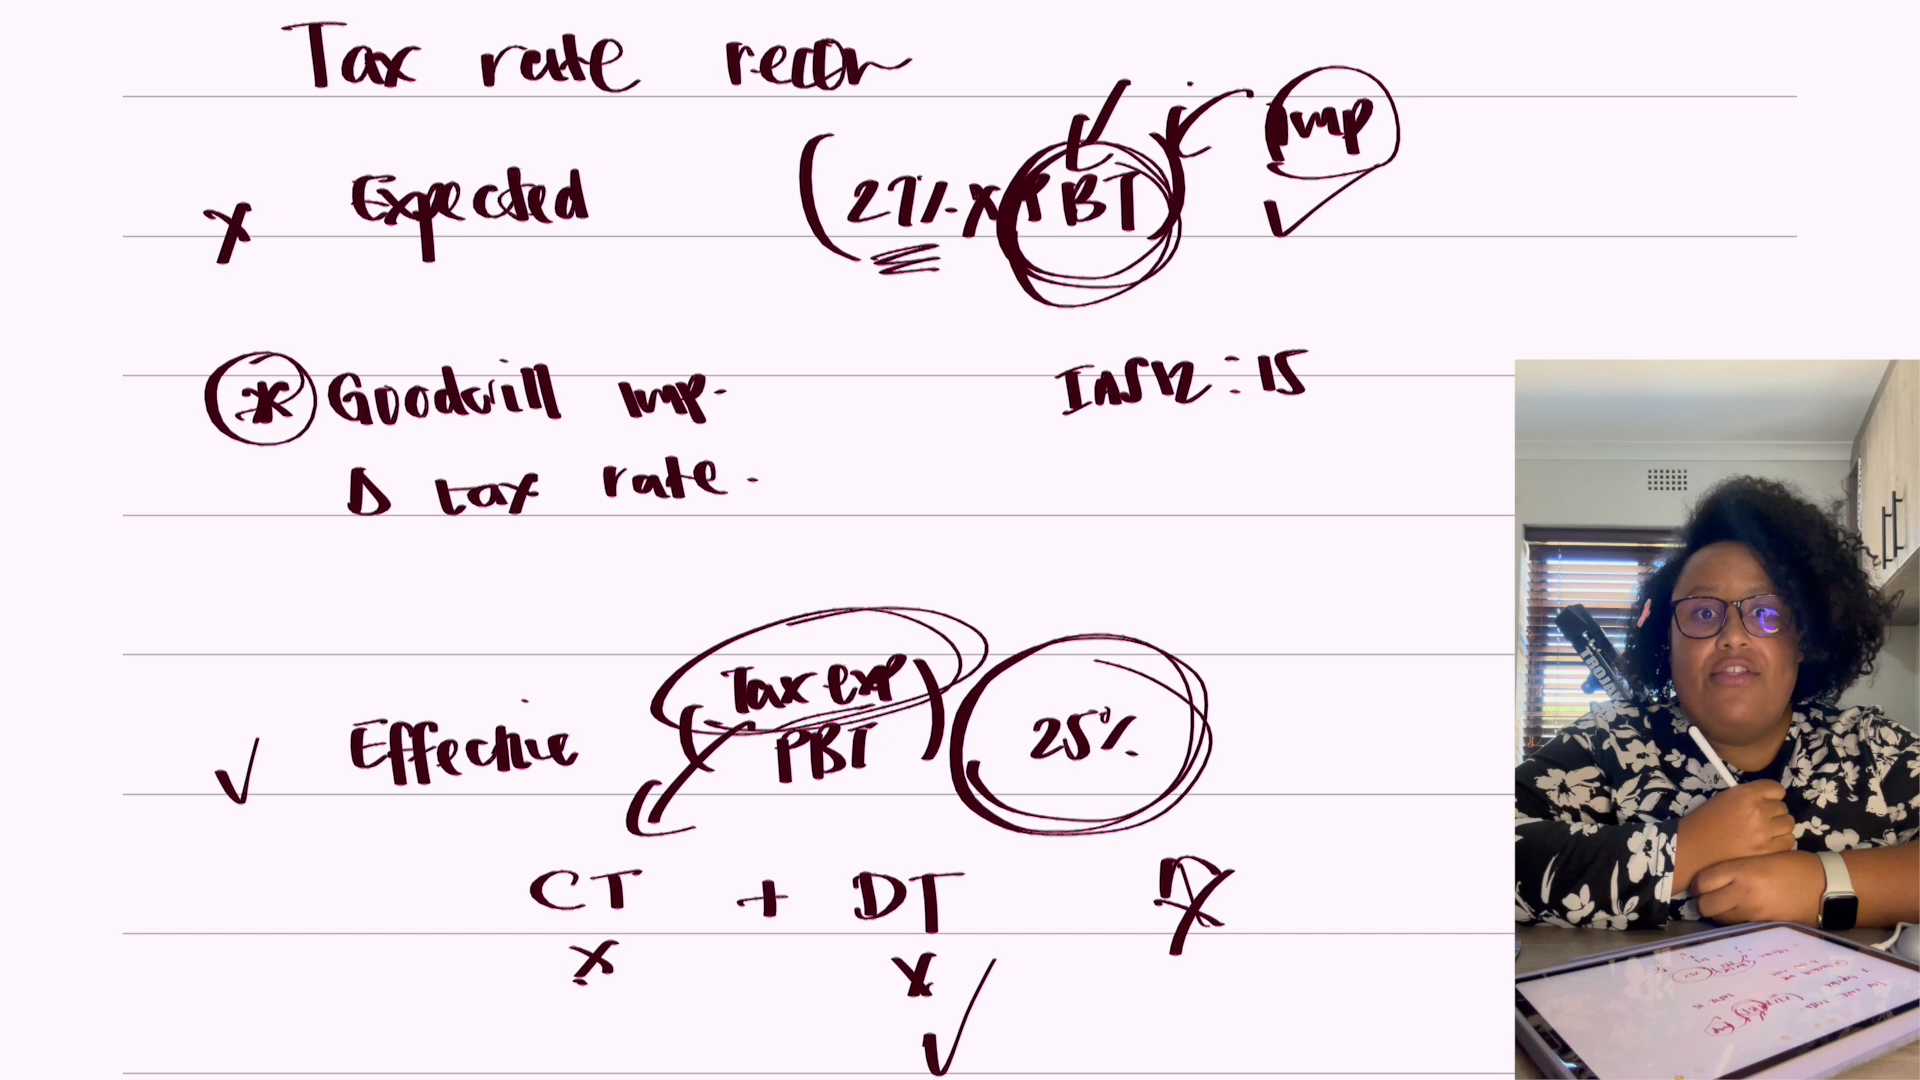 Tax rate recon
Imp
x Expected (27% x PBT)
* Goodwill Imp. IAS12:15
Δ tax rate.
Tax exp
Effective PBT 25%
CT + DT
x x
TROJAN